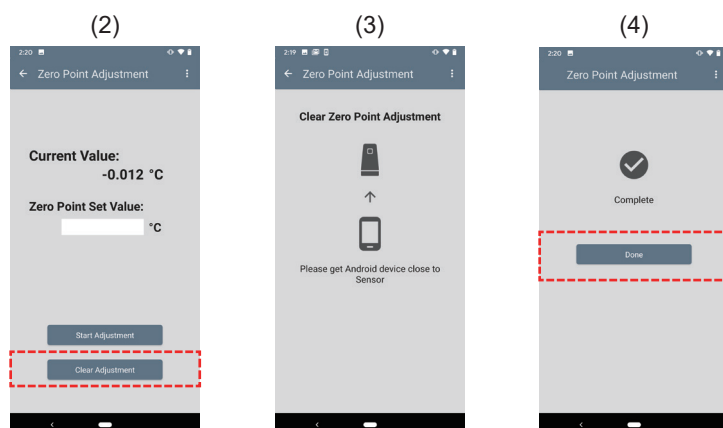 (2)
2:20
Zero Point Adjustment
Current Value:
-0.012 °C
Zero Point Set Value:
°C
Start Adjustment
Clear Adjustment
(3)
2:19
Zero Point Adjustment
Clear Zero Point Adjustment
Please get Android device close to
Sensor
(4)
2:20
Zero Point Adjustment
Complete
Done